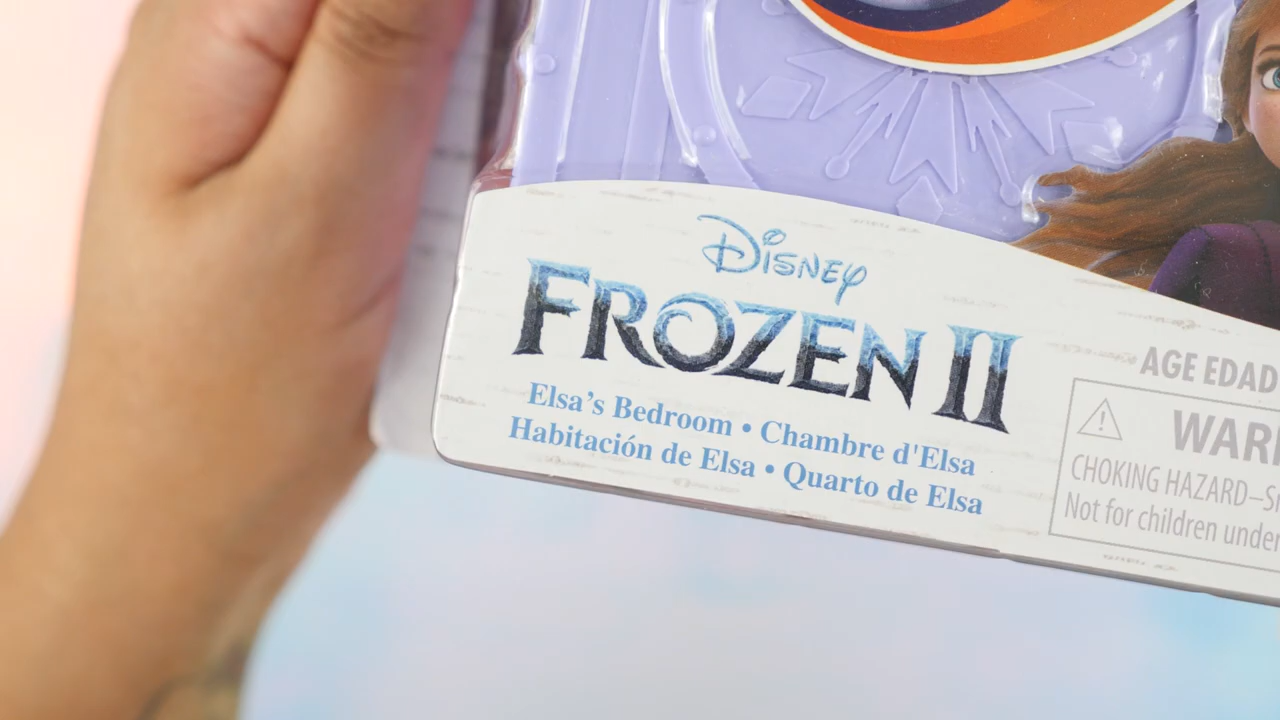 Disney
FROZEN II
Elsa’s Bedroom • Chambre d'Elsa
Habitación de Elsa • Quarto de Elsa
AGE EDAD
CHOKING HAZARD–
Not for children under